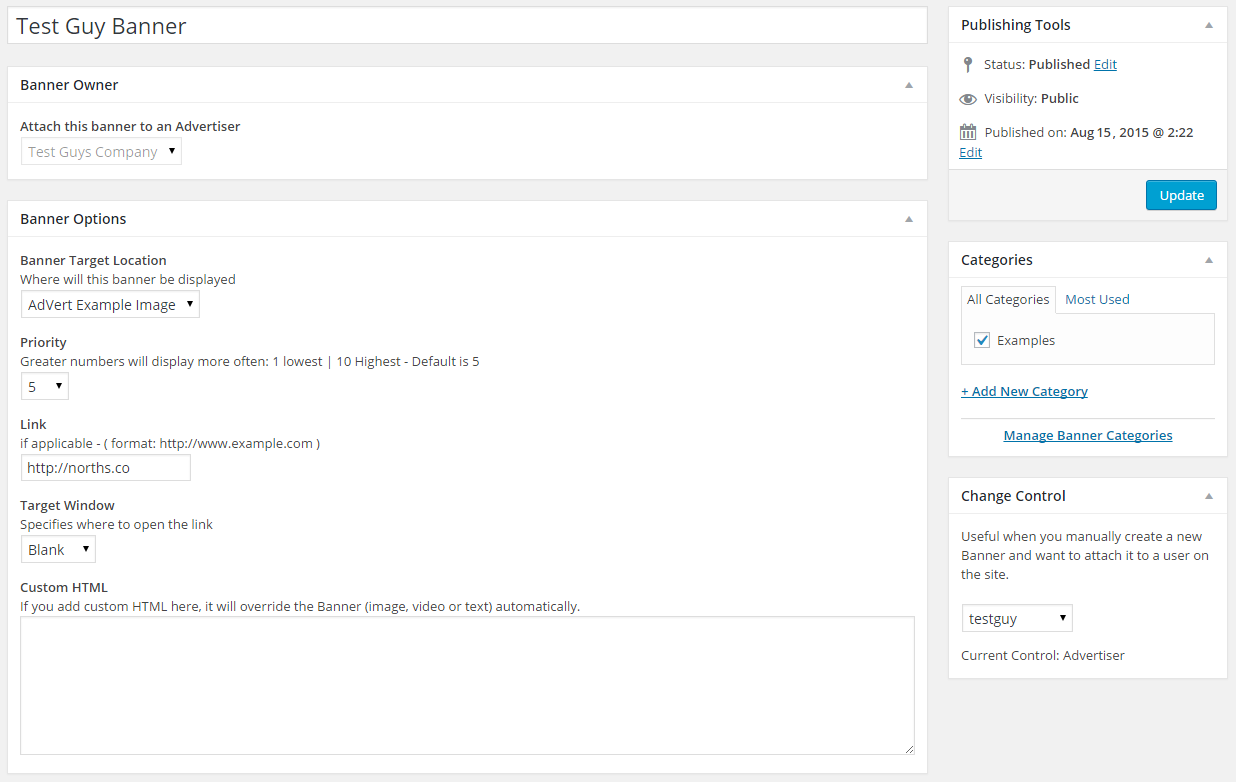 Test Guy Banner
Banner Owner
Attach this banner to an Advertiser
Test Guys Company
Banner Options
Banner Target Location
Where will this banner be displayed
AdVert Example Image
Priority
Greater numbers will display more often: 1 lowest | 10 Highest - Default is 5
5
Link
if applicable - ( format: http://www.example.com )
http://norths.co
Target Window
Specifies where to open the link
Blank
Custom HTML
If you add custom HTML here, it will override the Banner (image, video or text) automatically.
Publishing Tools
Status: Published Edit
Visibility: Public
Published on: Aug 15, 2015 @ 2:22
Edit
Update
Categories
All Categories Most Used
Examples
+ Add New Category
Manage Banner Categories
Change Control
Useful when you manually create a new
Banner and want to attach it to a user on
the site.
testguy
Current Control: Advertiser